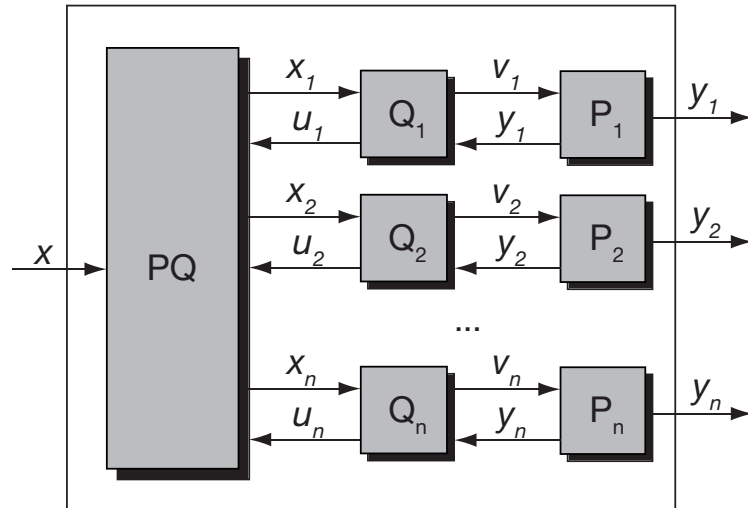 x₁ v₁
u₁ Q₁ y₁ P₁ y₁
x₂ v₂
u₂ Q₂ y₂ P₂ y₂
x PQ
...
xₙ vₙ
uₙ Qₙ yₙ Pₙ yₙ